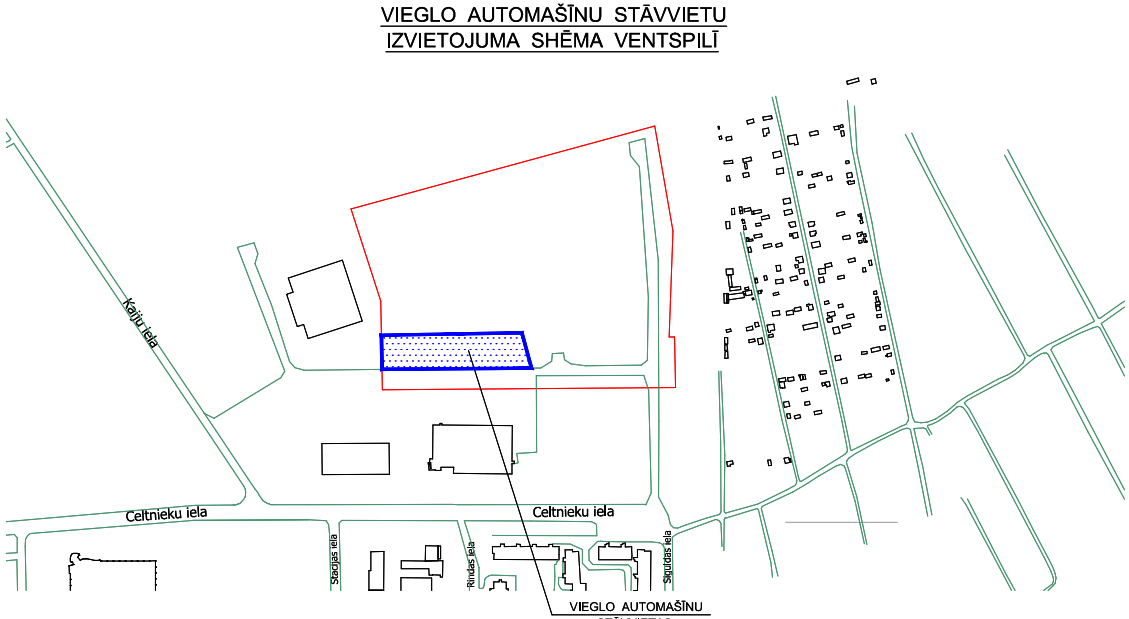 VIEGLO AUTOMAŠĪNU STĀVVIETU
IZVIETOJUMA SHĒMA VENTSPILĪ
Kaiju iela
Celtnieku iela
Celtnieku iela
Stacijas iela
Rindas iela
Siguldas iela
VIEGLO AUTOMAŠĪNU